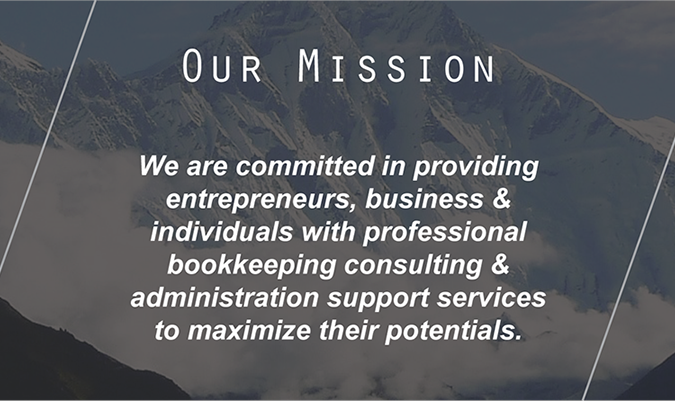 Our Mission
We are committed in providing
entrepreneurs, business &
individuals with professional
bookkeeping consulting &
administration support services
to maximize their potentials.